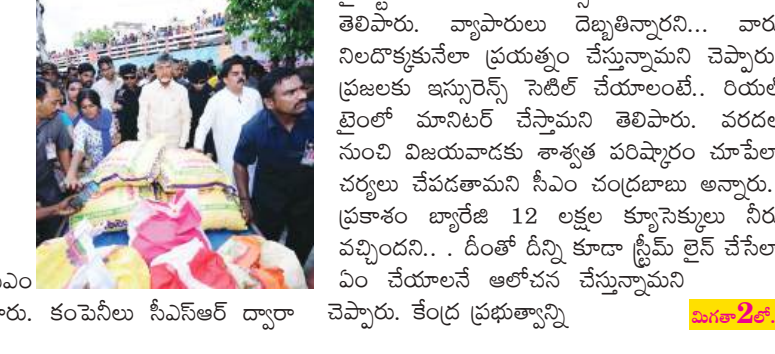 ారు. కంపెనీలు సీఎస్ఆర్ ద్వారా
తెలిపారు. వ్యాపారులు దెబ్బతిన్నారని... వారు
నిలదొక్కకునేలా ప్రయత్నం చేస్తున్నామని చెప్పారు
ప్రజలకు ఇస్సురెన్స్ సెటిల్ చేయాలంటే.. రియల్
టైంలో మానిటర్ చేస్తామని తెలిపారు. వరదల
నుంచి విజయవాడకు శాశ్వత పరిష్కారం చూపేలా
చర్యలు చేపడతామని సీఎం చంద్రబాబు అన్నారు.
ప్రకాశం బ్యారేజి 12 లక్షల క్యూసెక్కులు నీర
వచ్చిందని.. . దీంతో దీన్ని కూడా స్ట్రీమ్ లైన్ చేసేలా
ఏం చేయాలనే ఆలోచన చేస్తున్నామని
చెప్పారు. కేంద్ర ప్రభుత్వాన్ని
మిగతా2లో.